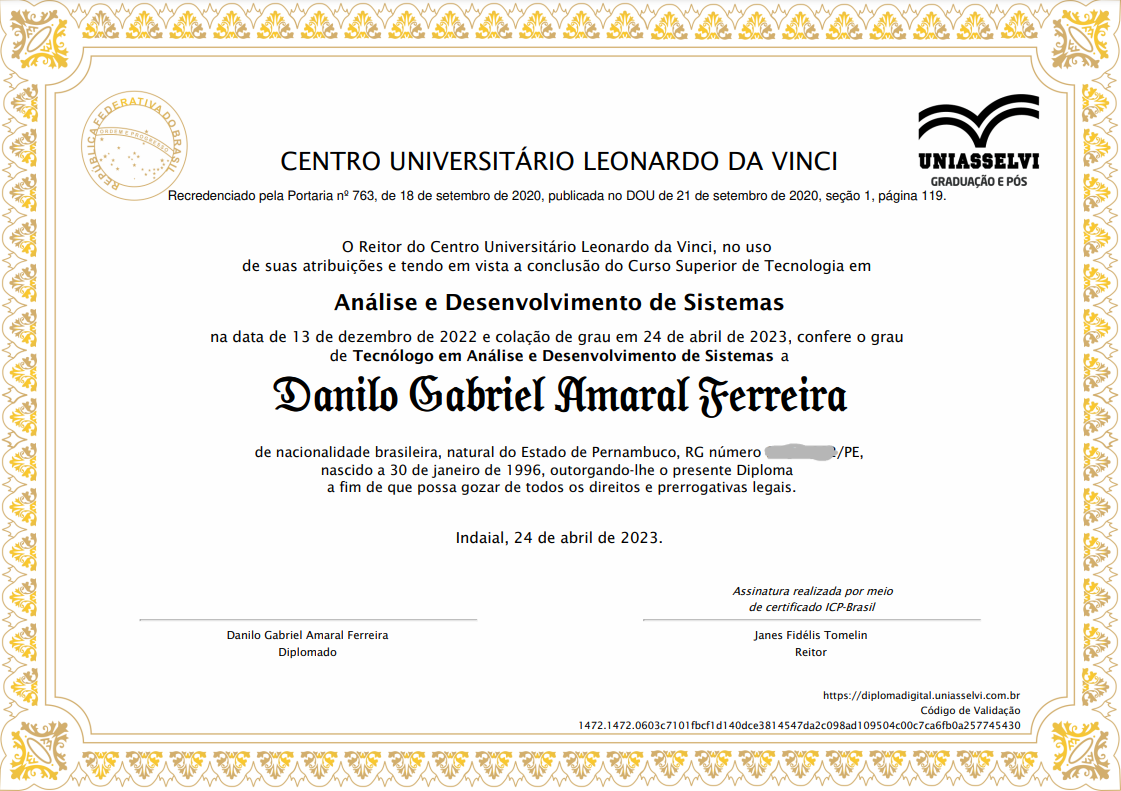 REPÚBLICA FEDERATIVA DO BRASIL
ORDEM E PROGRESSO
UNIASSELVI
GRADUAÇÃO E PÓS
CENTRO UNIVERSITÁRIO LEONARDO DA VINCI
Recredenciado pela Portaria nº 763, de 18 de setembro de 2020, publicada no DOU de 21 de setembro de 2020, seção 1, página 119.
O Reitor do Centro Universitário Leonardo da Vinci, no uso
de suas atribuições e tendo em vista a conclusão do Curso Superior de Tecnologia em
Análise e Desenvolvimento de Sistemas
na data de 13 de dezembro de 2022 e colação de grau em 24 de abril de 2023, confere o grau
de Tecnólogo em Análise e Desenvolvimento de Sistemas a
Danilo Gabriel Amaral Ferreira
de nacionalidade brasileira, natural do Estado de Pernambuco, RG número /PE,
nascido a 30 de janeiro de 1996, outorgando-lhe o presente Diploma
a fim de que possa gozar de todos os direitos e prerrogativas legais.
Indaial, 24 de abril de 2023.
Assinatura realizada por meio
de certificado ICP-Brasil
Danilo Gabriel Amaral Ferreira
Diplomado
Janes Fidélis Tomelin
Reitor
https://diplomadigital.uniasselvi.com.br
Código de Validação
1472.1472.0603c7101fbcf1d140dce3814547da2c098ad109504c00c7ca6fb0a257745430